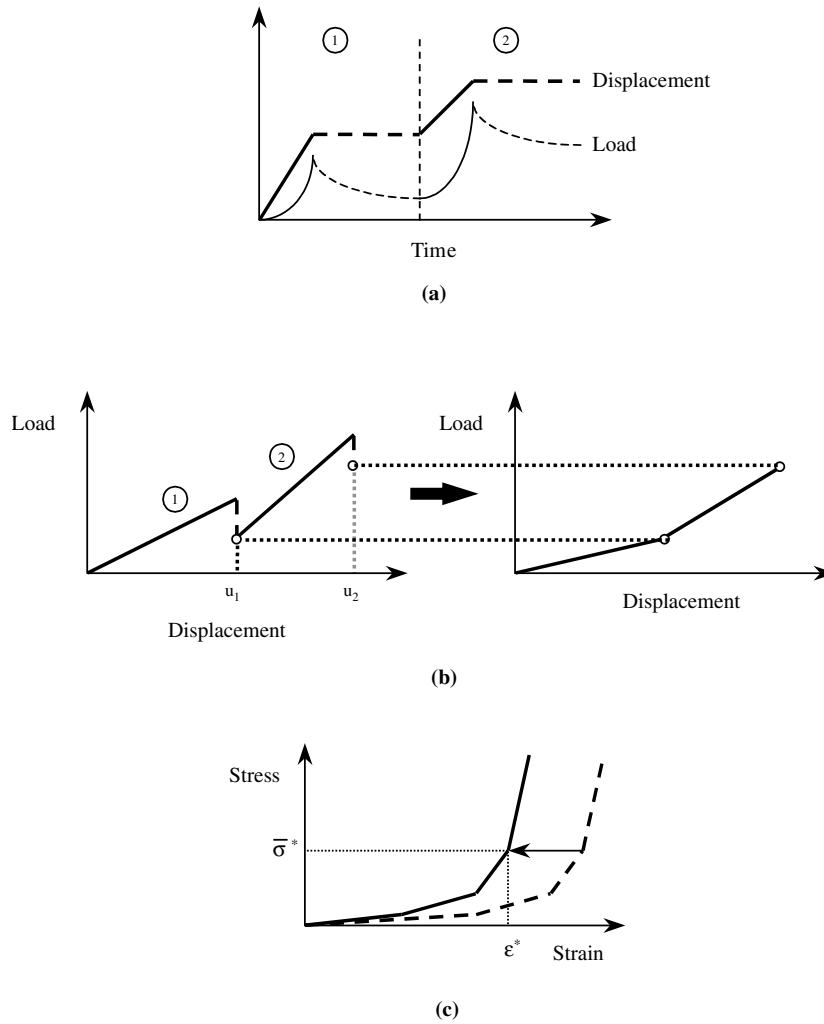 1 2
Displacement
Load
Time
(a)
Load Load
1 2
u₁ u₂
Displacement Displacement
(b)
Stress
σ̅*
ε* Strain
(c)